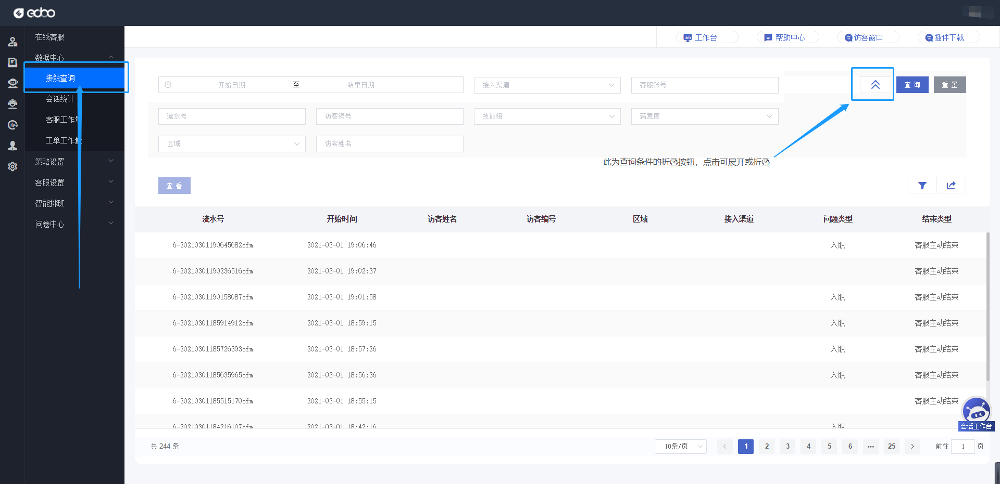 ecbo
在线客服
数据中心
接触查询
会话统计
客服工作量
工单工作量
策略设置
客服设置
智能排班
问卷中心
工作台 帮助中心 访客窗口 插件下载
开始日期 至 结束日期 接入渠道 客服账号 查询 重置
流水号 访客编号 技能组 满意度
区域 访客姓名
此为查询条件的折叠按钮，点击可展开或折叠
查看
流水号 开始时间 访客姓名 访客编号 区域 接入渠道 问题类型 结束类型
6-20210301190645682ofm 2021-03-01 19:06:46 入职 客服主动结束
6-20210301190236516ofm 2021-03-01 19:02:37 客服主动结束
6-20210301190158087ofm 2021-03-01 19:01:58 入职 客服主动结束
6-20210301185914912ofm 2021-03-01 18:59:15 入职 客服主动结束
6-20210301185726393ofm 2021-03-01 18:57:26 入职 客服主动结束
6-20210301185635965ofm 2021-03-01 18:56:36 入职 客服主动结束
6-20210301185515170ofm 2021-03-01 18:55:15 客服主动结束
6-20210301184216107ofm 2021-03-01 18:42:16 入职
会话工作台
共 244 条 10条/页 1 2 3 4 5 6 ••• 25 前往 1 页